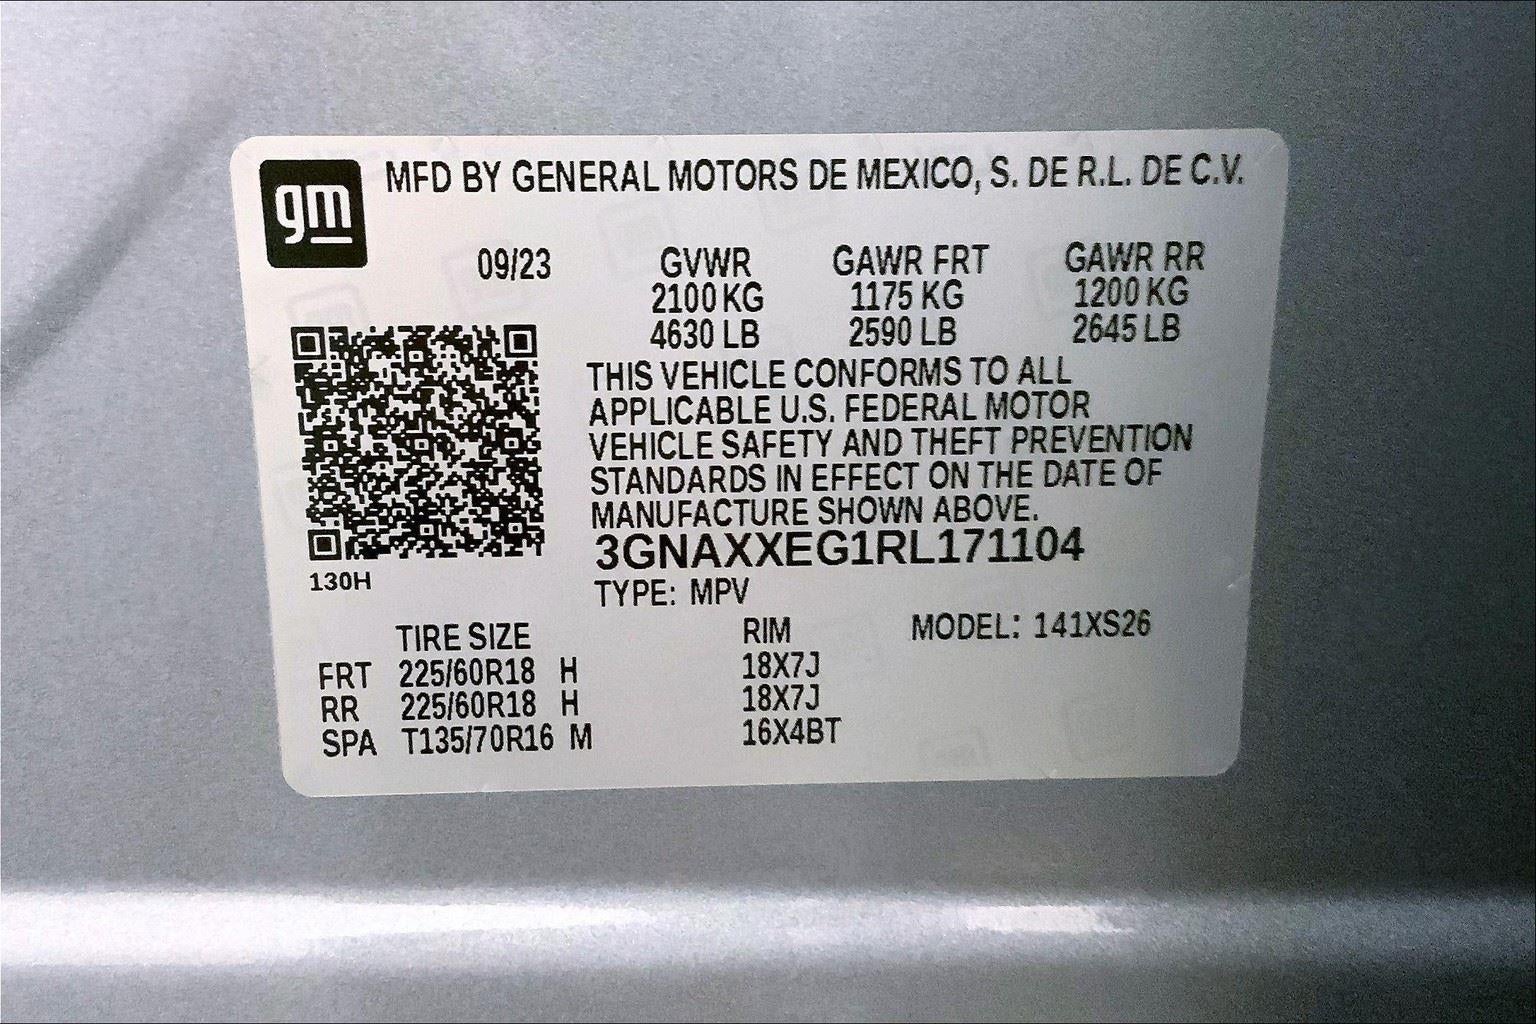 gm MFD BY GENERAL MOTORS DE MEXICO, S. DE R.L. DE C.V.
09/23 GVWR GAWR FRT GAWR RR
2100 KG 1175 KG 1200 KG
4630 LB 2590 LB 2645 LB
THIS VEHICLE CONFORMS TO ALL
APPLICABLE U.S. FEDERAL MOTOR
VEHICLE SAFETY AND THEFT PREVENTION
STANDARDS IN EFFECT ON THE DATE OF
MANUFACTURE SHOWN ABOVE.
3GNAXXEG1RL171104
130H
TYPE: MPV
TIRE SIZE RIM MODEL: 141XS26
FRT 225/60R18 H 18X7J
RR 225/60R18 H 18X7J
SPA T135/70R16 M 16X4BT